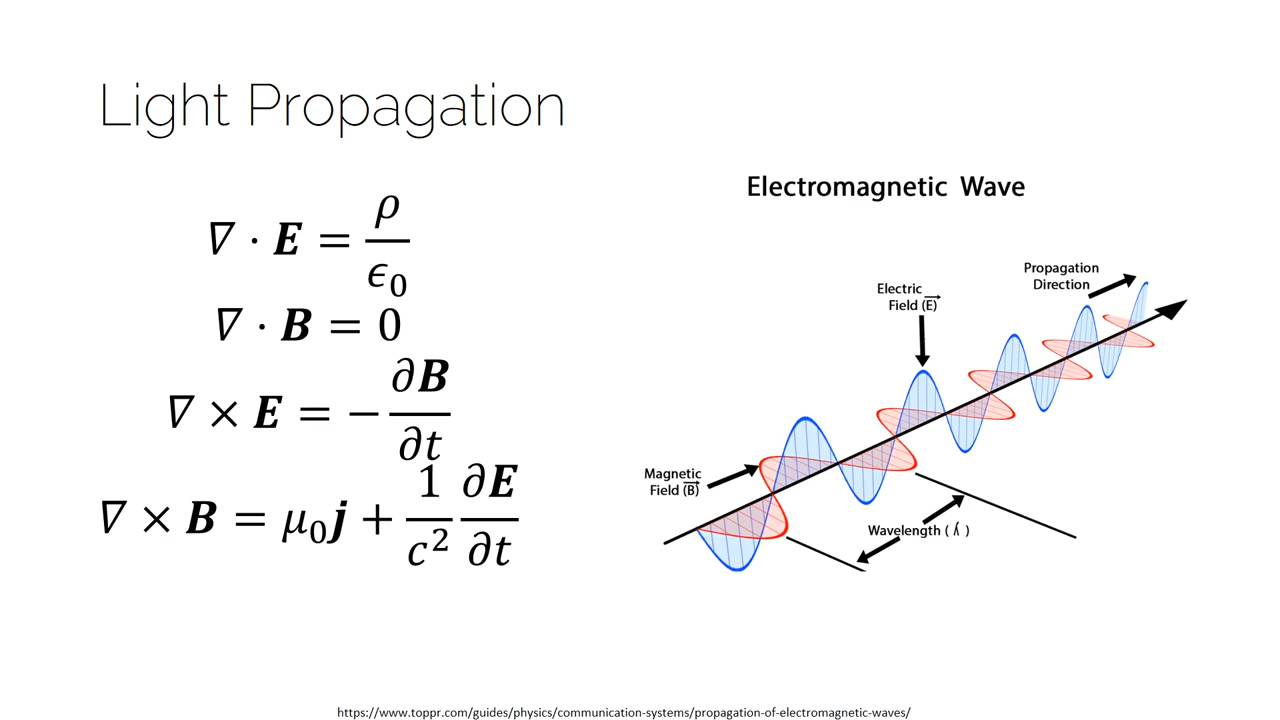 Light Propagation
∇ · E = ρ/ϵ₀
∇ · B = 0
∇ × E = −∂B/∂t
∇ × B = μ₀j + 1/c² ∂E/∂t
Electromagnetic Wave
Propagation
Direction
Electric
Field (E⃗)
Magnetic
Field (B⃗)
Wavelength ( λ )
https://www.toppr.com/guides/physics/communication-systems/propagation-of-electromagnetic-waves/